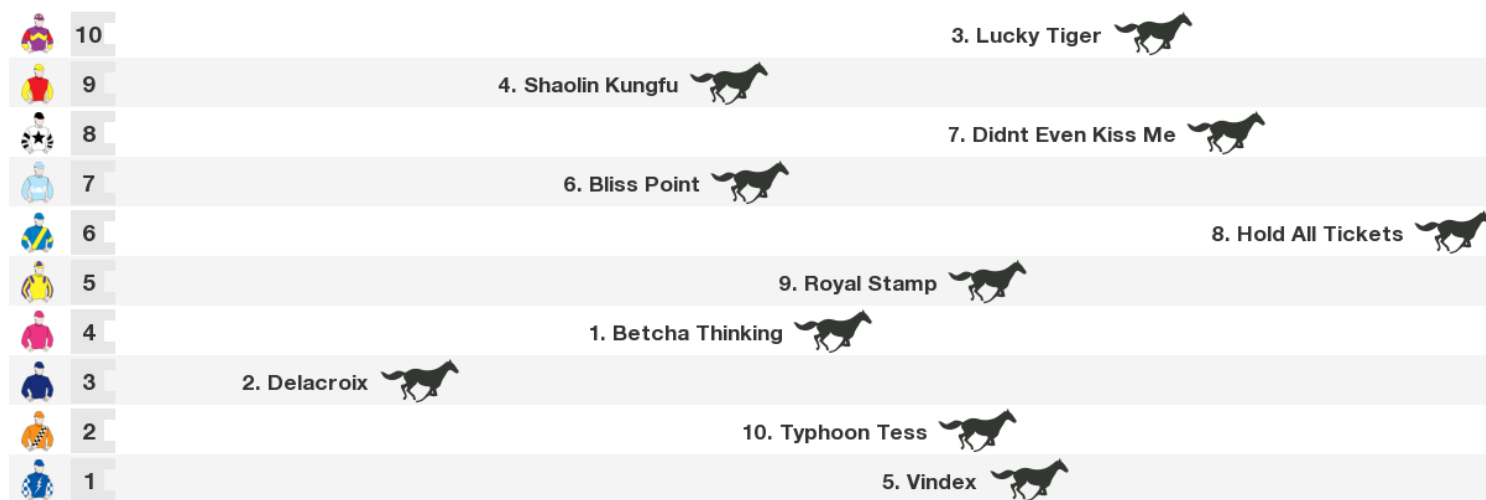 10 3. Lucky Tiger
9 4. Shaolin Kungfu
8 7. Didnt Even Kiss Me
7 6. Bliss Point
6 8. Hold All Tickets
5 9. Royal Stamp
4 1. Betcha Thinking
3 2. Delacroix
2 10. Typhoon Tess
1 5. Vindex